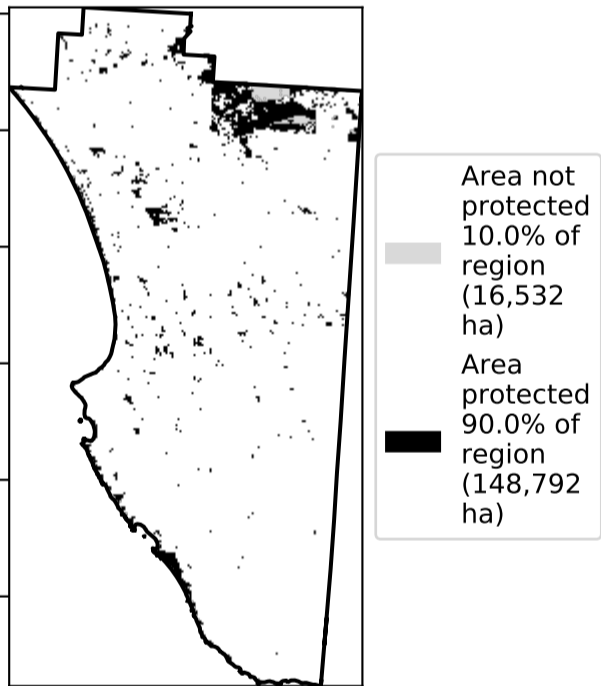 Area not
protected
10.0% of
region
(16,532
ha)
Area
protected
90.0% of
region
(148,792
ha)